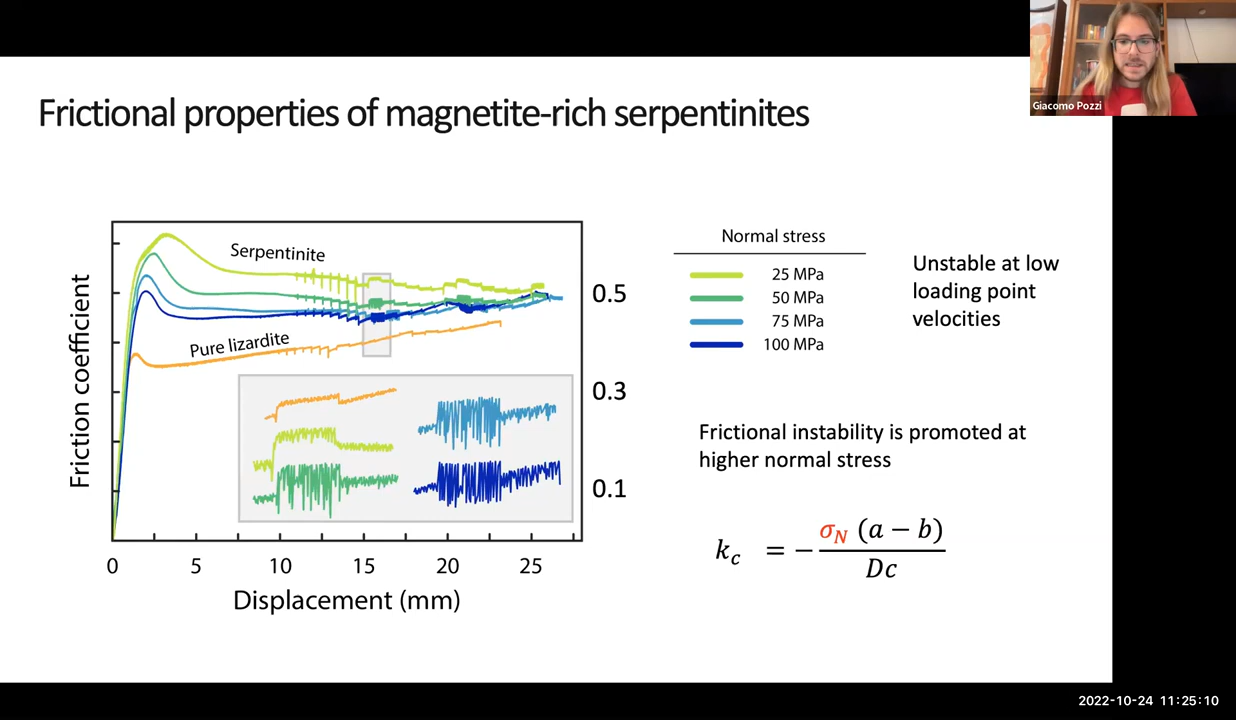 Giacomo Pozzi
Frictional properties of magnetite-rich serpentinites
Serpentinite
Pure lizardite
Friction coefficient
0.5
0.3
0.1
0 5 10 15 20 25
Displacement (mm)
Normal stress
25 MPa
50 MPa
75 MPa
100 MPa
Unstable at low
loading point
velocities
Frictional instability is promoted at
higher normal stress
k_c = − σ_N (a − b) / Dc
2022-10-24 11:25:10